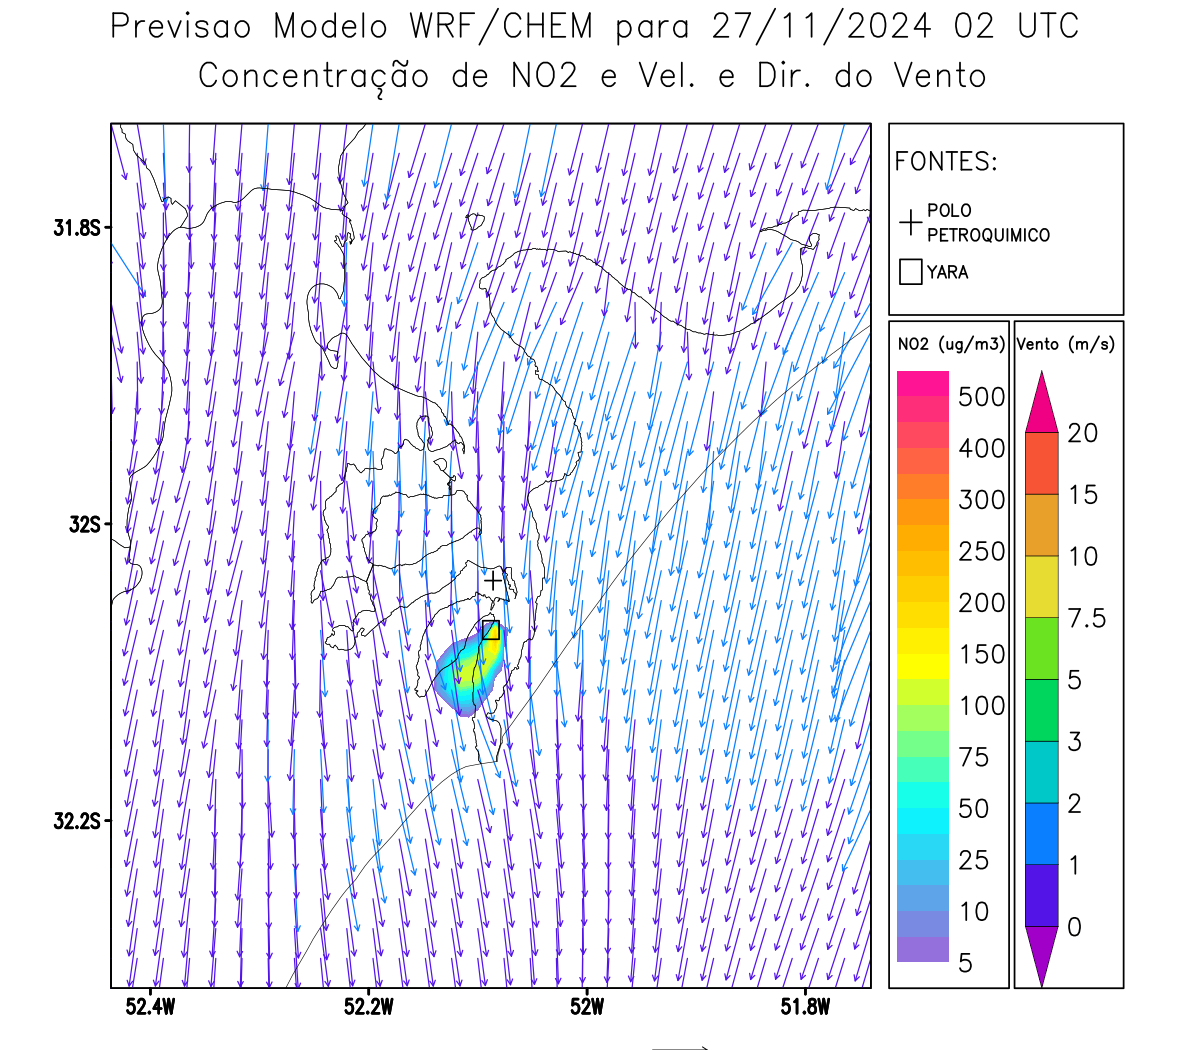 Previsao Modelo WRF/CHEM para 27/11/2024 02 UTC
Concentração de NO2 e Vel. e Dir. do Vento
FONTES:
POLO
PETROQUIMICO
YARA
NO2 (ug/m3)
500
400
300
250
200
150
100
75
50
25
10
5
Vento (m/s)
20
15
10
7.5
5
3
2
1
0
31.8S
32S
32.2S
52.4W
52.2W
52W
51.8W